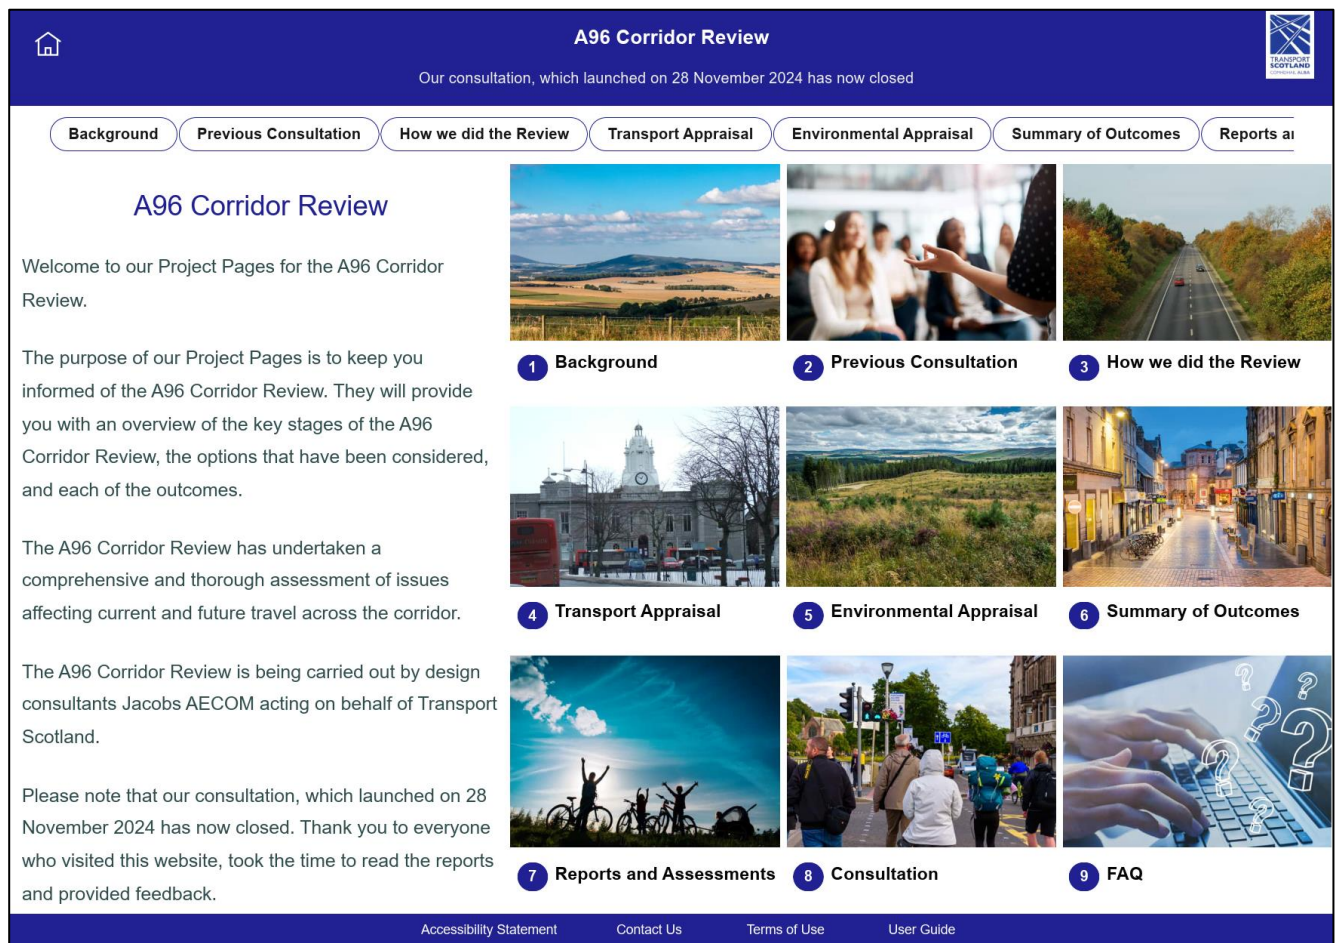 A96 Corridor Review
Our consultation, which launched on 28 November 2024 has now closed
TRANSPORT
SCOTLAND
CÒMHDHAIL ALBA
Background
Previous Consultation
How we did the Review
Transport Appraisal
Environmental Appraisal
Summary of Outcomes
Reports a
A96 Corridor Review
Welcome to our Project Pages for the A96 Corridor
Review.
The purpose of our Project Pages is to keep you
informed of the A96 Corridor Review. They will provide
you with an overview of the key stages of the A96
Corridor Review, the options that have been considered,
and each of the outcomes.
The A96 Corridor Review has undertaken a
comprehensive and thorough assessment of issues
affecting current and future travel across the corridor.
The A96 Corridor Review is being carried out by design
consultants Jacobs AECOM acting on behalf of Transport
Scotland.
Please note that our consultation, which launched on 28
November 2024 has now closed. Thank you to everyone
who visited this website, took the time to read the reports
and provided feedback.
1 Background
2 Previous Consultation
3 How we did the Review
4 Transport Appraisal
5 Environmental Appraisal
6 Summary of Outcomes
7 Reports and Assessments
8 Consultation
9 FAQ
Accessibility Statement
Contact Us
Terms of Use
User Guide